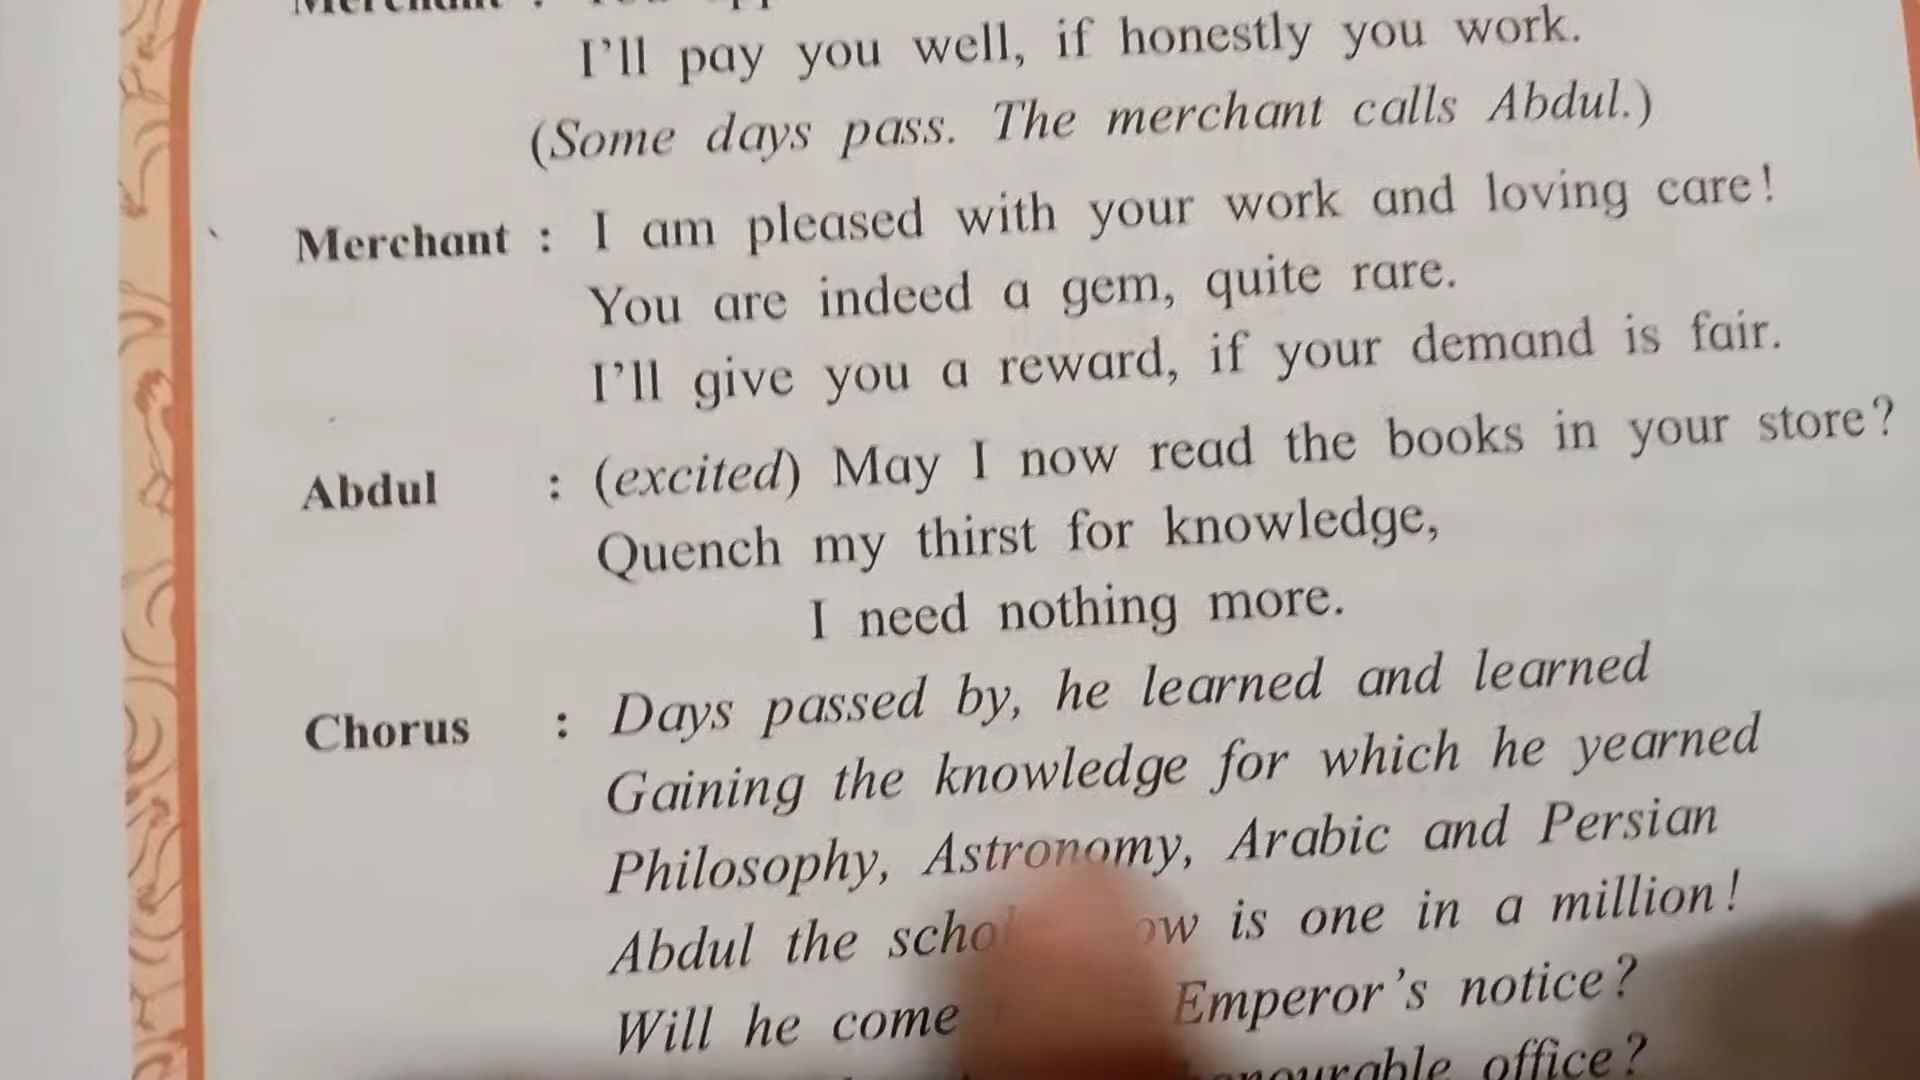 Merchant :
I'll pay you well, if honestly you work.
(Some days pass. The merchant calls Abdul.)
Merchant : I am pleased with your work and loving care!
You are indeed a gem, quite rare.
I'll give you a reward, if your demand is fair.
Abdul : (excited) May I now read the books in your store?
Quench my thirst for knowledge,
I need nothing more.
Chorus : Days passed by, he learned and learned
Gaining the knowledge for which he yearned
Philosophy, Astronomy, Arabic and Persian
Abdul the is one in a million!
Will he come Emperor's notice?
office?